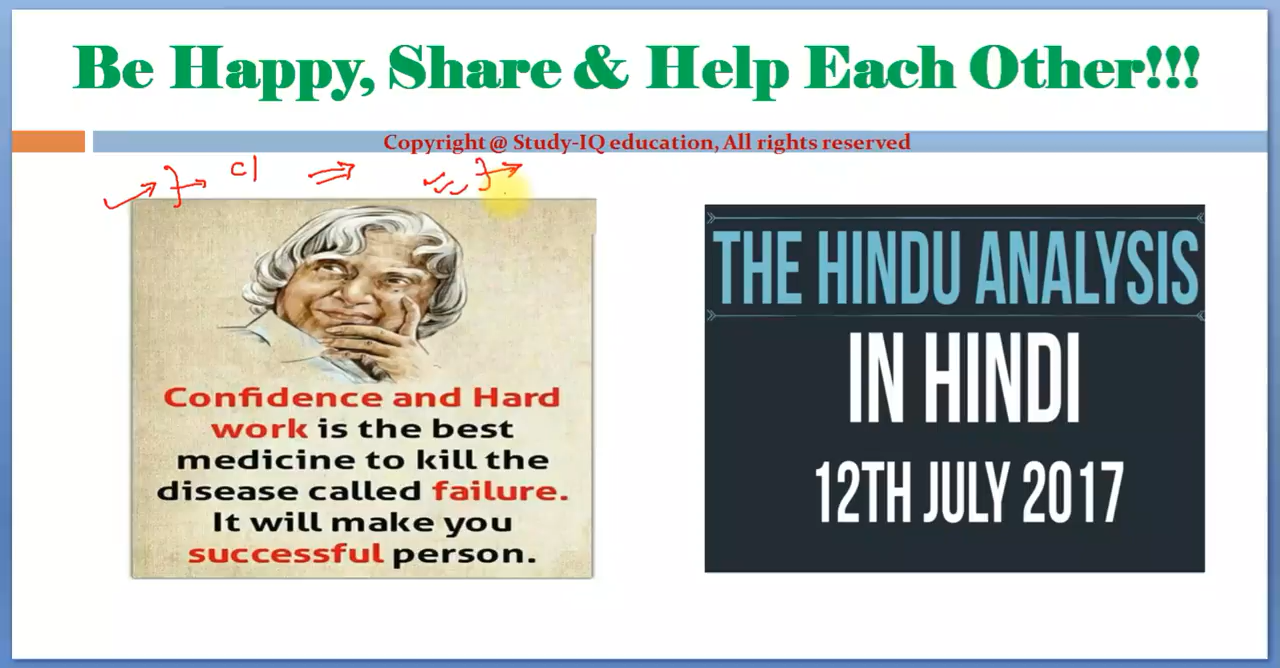 Be Happy, Share & Help Each Other!!!
Copyright @ Study-IQ education, All rights reserved
Confidence and Hard
work is the best
medicine to kill the
disease called failure.
It will make you
successful person.
THE HINDU ANALYSIS
IN HINDI
12TH JULY 2017